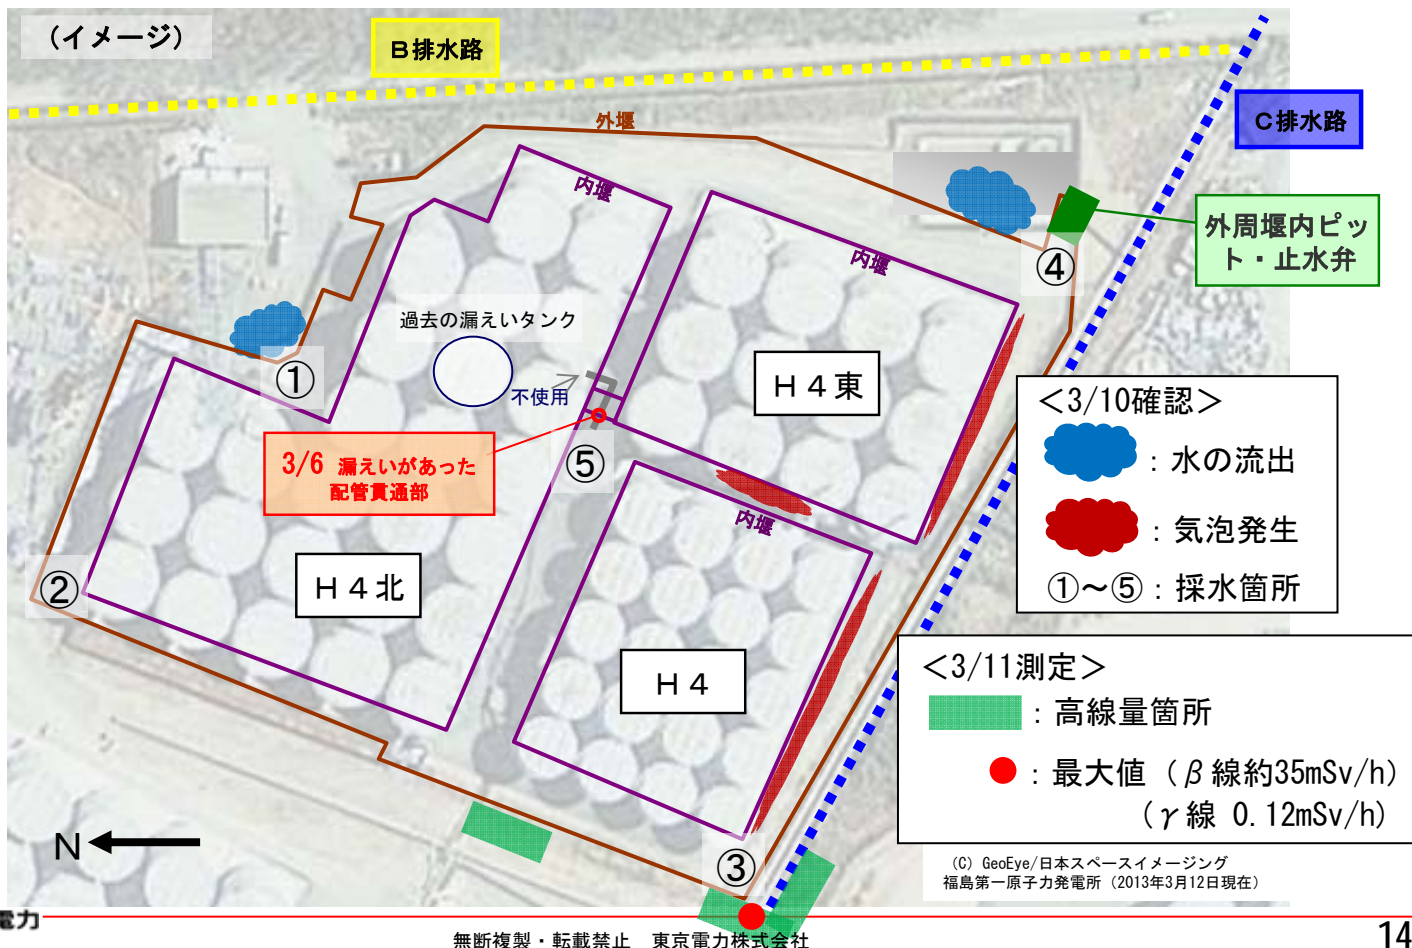 （イメージ）
Ｂ排水路
外堰
Ｃ排水路
内堰
外周堰内ピッ
ト・止水弁
内堰
④
過去の漏えいタンク
①
不使用
Ｈ４東
<3/10確認>
：水の流出
3/6 漏えいがあった
配管貫通部
⑤
内堰
：気泡発生
①～⑤：採水箇所
②
Ｈ４北
Ｈ４
<3/11測定>
：高線量箇所
：最大値（β線約35mSv/h）
（γ線 0.12mSv/h）
N
③
(C) GeoEye/日本スペースイメージング
福島第一原子力発電所（2013年3月12日現在）
電力
無断複製・転載禁止 東京電力株式会社
14